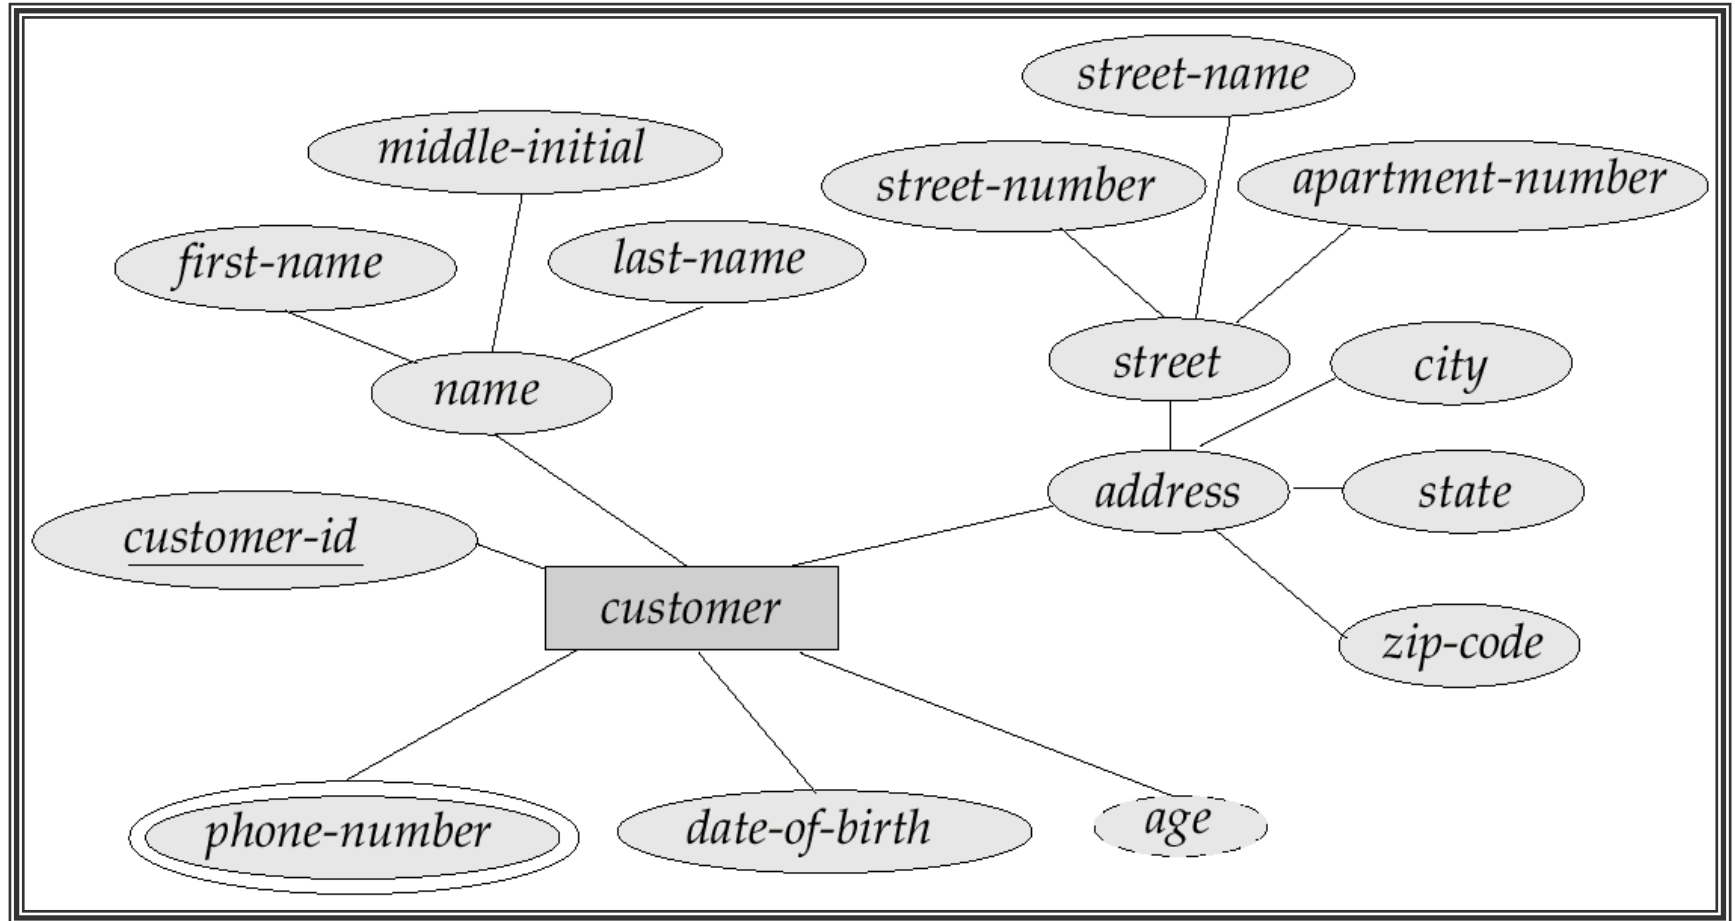 street-name
middle-initial
street-number
apartment-number
first-name
last-name
street
city
name
address
state
customer-id
customer
zip-code
phone-number
date-of-birth
age